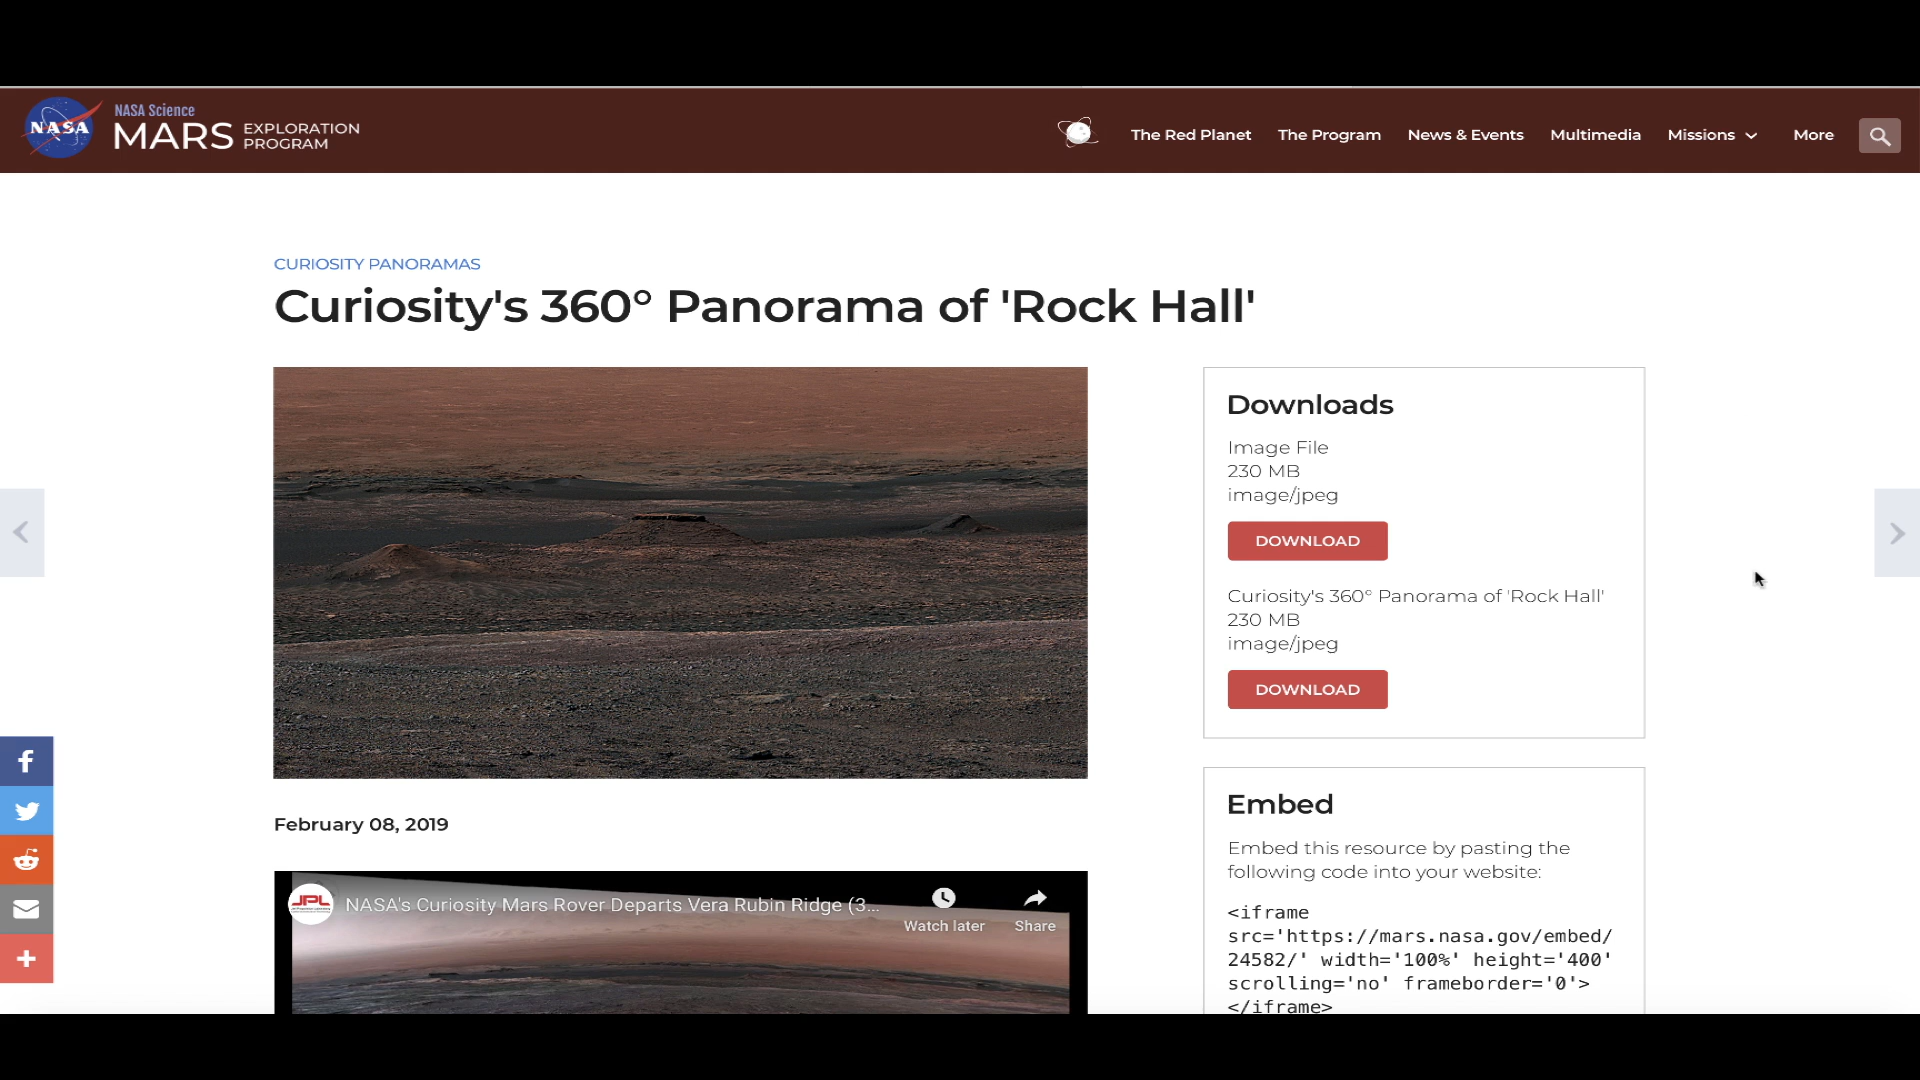 NASA
NASA Science
MARS EXPLORATION PROGRAM
The Red Planet
The Program
News & Events
Multimedia
Missions
More
CURIOSITY PANORAMAS
Curiosity's 360° Panorama of 'Rock Hall'
Downloads
Image File
230 MB
image/jpeg
DOWNLOAD
Curiosity's 360° Panorama of 'Rock Hall'
230 MB
image/jpeg
DOWNLOAD
February 08, 2019
JPL
NASA's Curiosity Mars Rover Departs Vera Rubin Ridge (3...
Watch later
Share
Embed
Embed this resource by pasting the
following code into your website:
<iframe
src='https://mars.nasa.gov/embed/
24582/' width='100%' height='400'
scrolling='no' frameborder='0'>
</iframe>